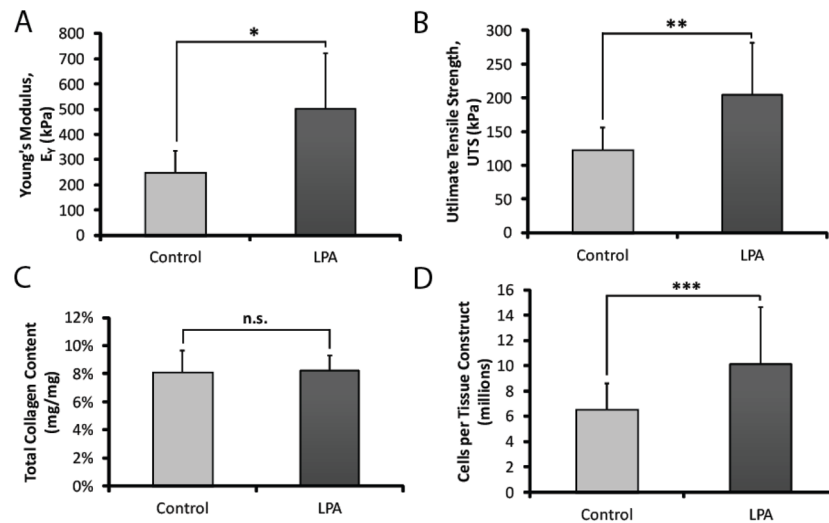 A
Young's Modulus,
E_Y (kPa)
800
700
600
500
400
300
200
100
0
*
Control
LPA
B
Utlimate Tensile Strength,
UTS (kPa)
300
250
200
150
100
50
0
**
Control
LPA
C
Total Collagen Content
(mg/mg)
12%
10%
8%
6%
4%
2%
0%
n.s.
Control
LPA
D
Cells per Tissue Construct
(millions)
16
14
12
10
8
6
4
2
0
***
Control
LPA